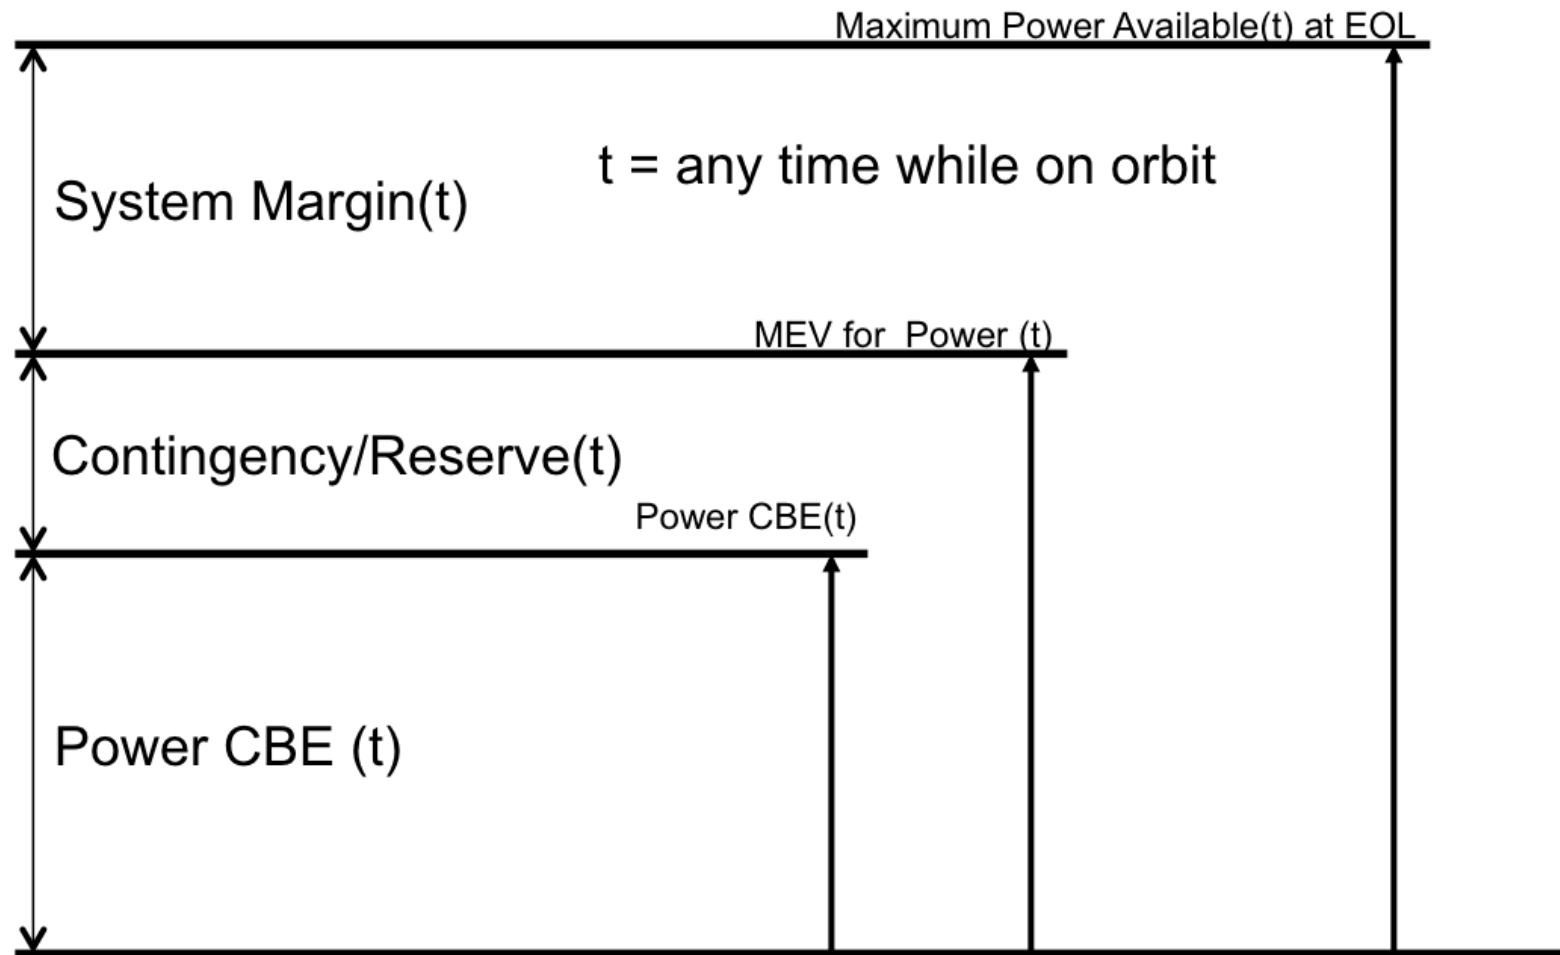 Maximum Power Available(t) at EOL
t = any time while on orbit
System Margin(t)
MEV for  Power (t)
Contingency/Reserve(t)
Power CBE(t)
Power CBE (t)